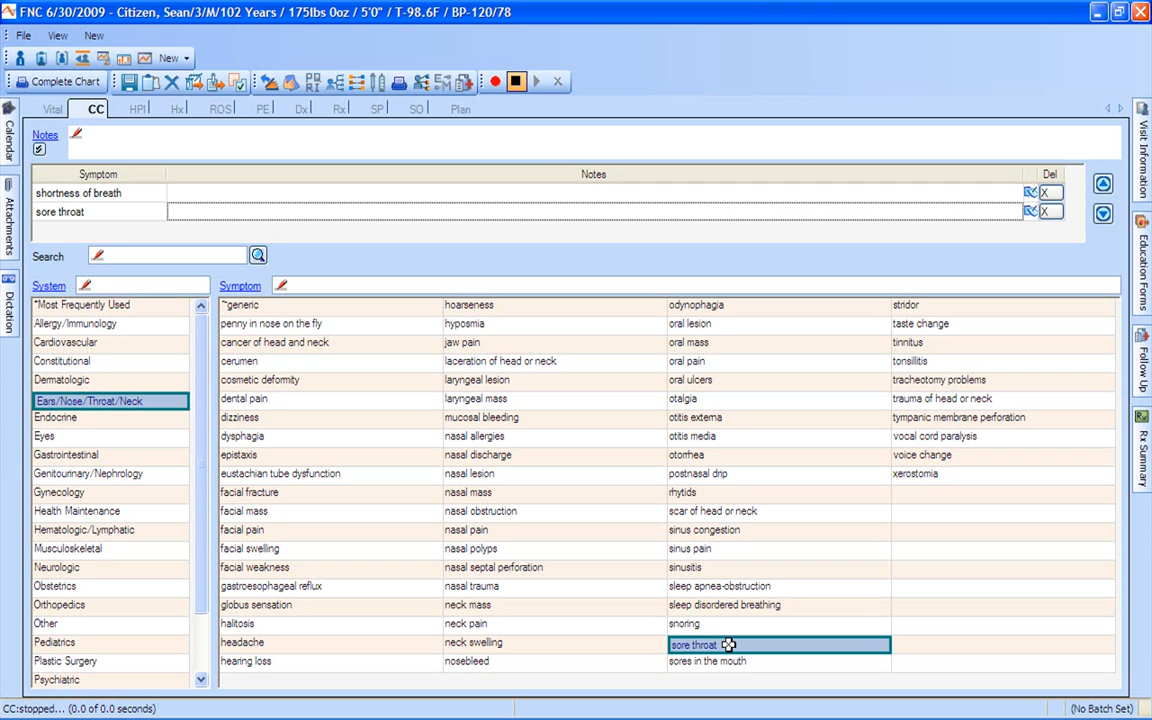 FNC 6/30/2009 - Citizen, Sean/3/M/102 Years / 175lbs 0oz / 5'0" / T-98.6F / BP-120/78
File View New
New
Complete Chart
Vital CC HPI Hx ROS PE Dx Rx SP SO Plan
Calendar
Attachments
Dictation
Notes
Symptom Notes Del
shortness of breath X
sore throat X
Search
System Symptom
*Most Frequently Used ~generic hoarseness odynophagia stridor
Allergy/Immunology penny in nose on the fly hyposmia oral lesion taste change
Cardiovascular cancer of head and neck jaw pain oral mass tinnitus
Constitutional cerumen laceration of head or neck oral pain tonsillitis
Dermatologic cosmetic deformity laryngeal lesion oral ulcers tracheotomy problems
Ears/Nose/Throat/Neck dental pain laryngeal mass otalgia trauma of head or neck
Endocrine dizziness mucosal bleeding otitis externa tympanic membrane perforation
Eyes dysphagia nasal allergies otitis media vocal cord paralysis
Gastrointestinal epistaxis nasal discharge otorrhea voice change
Genitourinary/Nephrology eustachian tube dysfunction nasal lesion postnasal drip xerostomia
Gynecology facial fracture nasal mass rhytids
Health Maintenance facial mass nasal obstruction scar of head or neck
Hematologic/Lymphatic facial pain nasal pain sinus congestion
Musculoskeletal facial swelling nasal polyps sinus pain
Neurologic facial weakness nasal septal perforation sinusitis
Obstetrics gastroesophageal reflux nasal trauma sleep apnea-obstruction
Orthopedics globus sensation neck mass sleep disordered breathing
Other halitosis neck pain snoring
Pediatrics headache neck swelling sore throat
Plastic Surgery hearing loss nosebleed sores in the mouth
Psychiatric
Visit Information
Education Forms
Follow Up
Rx Summary
CC:stopped... (0.0 of 0.0 seconds) (No Batch Set)